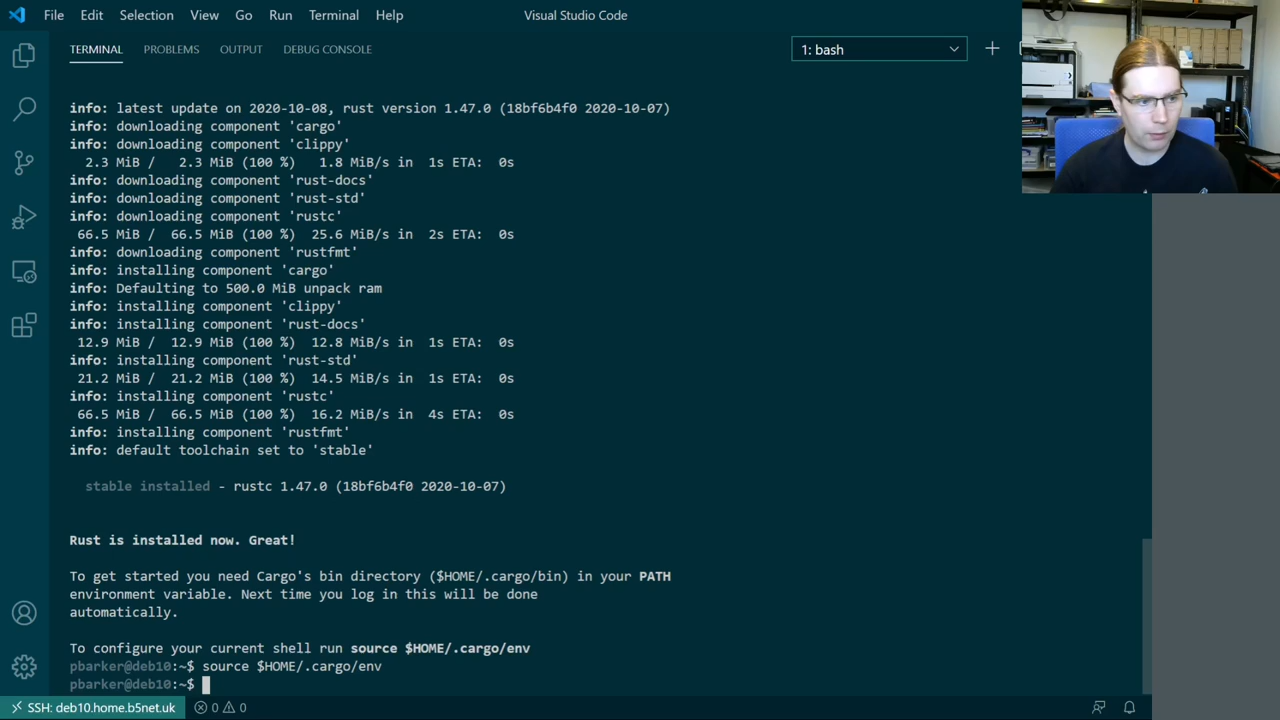 File Edit Selection View Go Run Terminal Help Visual Studio Code
TERMINAL PROBLEMS OUTPUT DEBUG CONSOLE 1: bash
info: latest update on 2020-10-08, rust version 1.47.0 (18bf6b4f0 2020-10-07)
info: downloading component 'cargo'
info: downloading component 'clippy'
2.3 MiB / 2.3 MiB (100 %) 1.8 MiB/s in 1s ETA: 0s
info: downloading component 'rust-docs'
info: downloading component 'rust-std'
info: downloading component 'rustc'
66.5 MiB / 66.5 MiB (100 %) 25.6 MiB/s in 2s ETA: 0s
info: downloading component 'rustfmt'
info: installing component 'cargo'
info: Defaulting to 500.0 MiB unpack ram
info: installing component 'clippy'
info: installing component 'rust-docs'
12.9 MiB / 12.9 MiB (100 %) 12.8 MiB/s in 1s ETA: 0s
info: installing component 'rust-std'
21.2 MiB / 21.2 MiB (100 %) 14.5 MiB/s in 1s ETA: 0s
info: installing component 'rustc'
66.5 MiB / 66.5 MiB (100 %) 16.2 MiB/s in 4s ETA: 0s
info: installing component 'rustfmt'
info: default toolchain set to 'stable'
stable installed - rustc 1.47.0 (18bf6b4f0 2020-10-07)
Rust is installed now. Great!
To get started you need Cargo's bin directory ($HOME/.cargo/bin) in your PATH
environment variable. Next time you log in this will be done
automatically.
To configure your current shell run source $HOME/.cargo/env
pbarker@deb10:~$ source $HOME/.cargo/env
pbarker@deb10:~$
SSH: deb10.home.b5net.uk 0 0